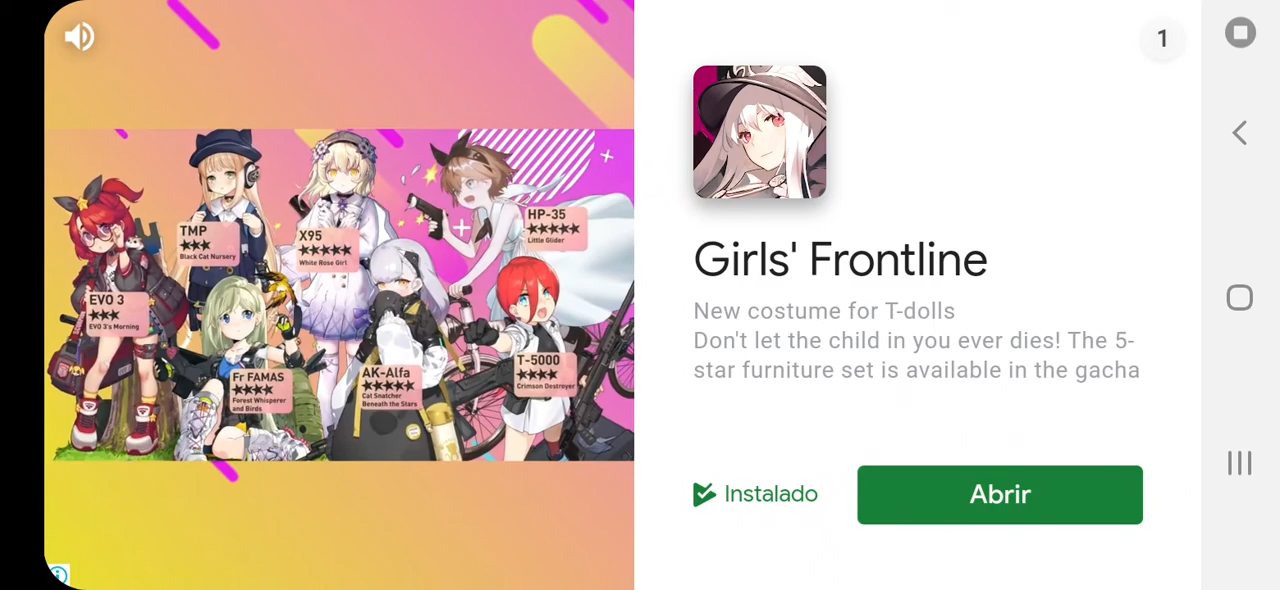 TMP
★★★
Black Cat Nursery
X95
★★★★★
White Rose Girl
HP-35
★★★★★
Little Glider
EVO 3
★★★
EVO 3's Morning
Fr FAMAS
★★★★
Forest Whisperer
and Birds
AK-Alfa
★★★★★
Cat Snatcher
Beneath the Stars
T-5000
★★★★
Crimson Destroyer
1
Girls' Frontline
New costume for T-dolls
Don't let the child in you ever dies! The 5-
star furniture set is available in the gacha
Instalado
Abrir